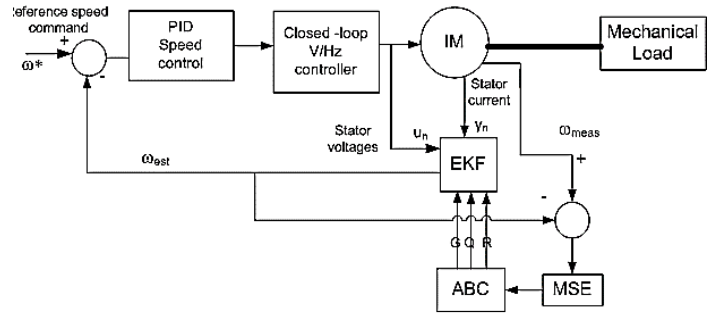 Reference speed
command
+
ω*
-
PID
Speed
control
Closed -loop
V/Hz
controller
IM
Mechanical
Load
Stator
current
Stator
voltages
uₙ
yₙ
ωmeas
+
-
EKF
ωest
G Q R
ABC
MSE